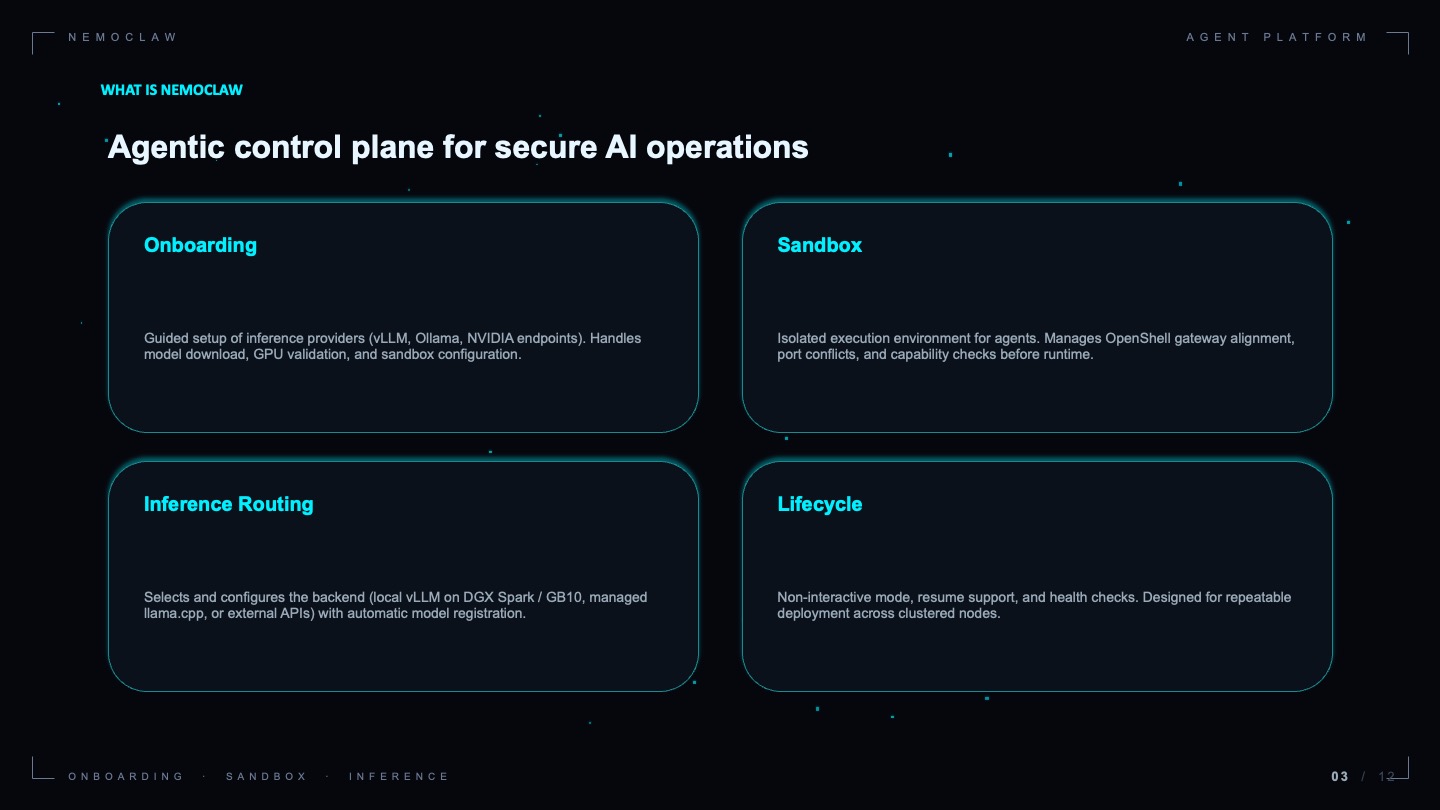 NEMOCLAW
AGENT PLATFORM
WHAT IS NEMOCLAW
Agentic control plane for secure AI operations
Onboarding
Guided setup of inference providers (vLLM, Ollama, NVIDIA endpoints). Handles
model download, GPU validation, and sandbox configuration.
Sandbox
Isolated execution environment for agents. Manages OpenShell gateway alignment,
port conflicts, and capability checks before runtime.
Inference Routing
Selects and configures the backend (local vLLM on DGX Spark / GB10, managed
llama.cpp, or external APIs) with automatic model registration.
Lifecycle
Non-interactive mode, resume support, and health checks. Designed for repeatable
deployment across clustered nodes.
ONBOARDING · SANDBOX · INFERENCE
03 / 12